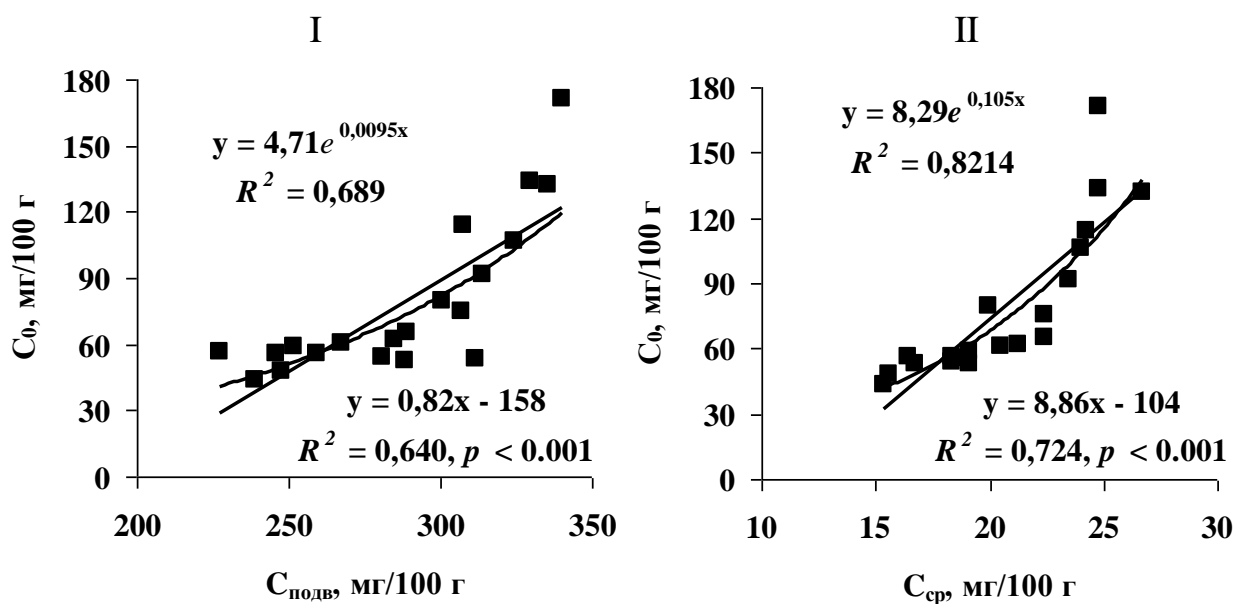 I
C₀, мг/100 г
180
150
120
90
60
30
0
y = 4,71e^0,0095x
R² = 0,689
y = 0,82x - 158
R² = 0,640, p < 0.001
200
250
300
350
Cподв, мг/100 г
II
C₀, мг/100 г
180
150
120
90
60
30
0
y = 8,29e^0,105x
R² = 0,8214
y = 8,86x - 104
R² = 0,724, p < 0.001
10
15
20
25
30
Cср, мг/100 г